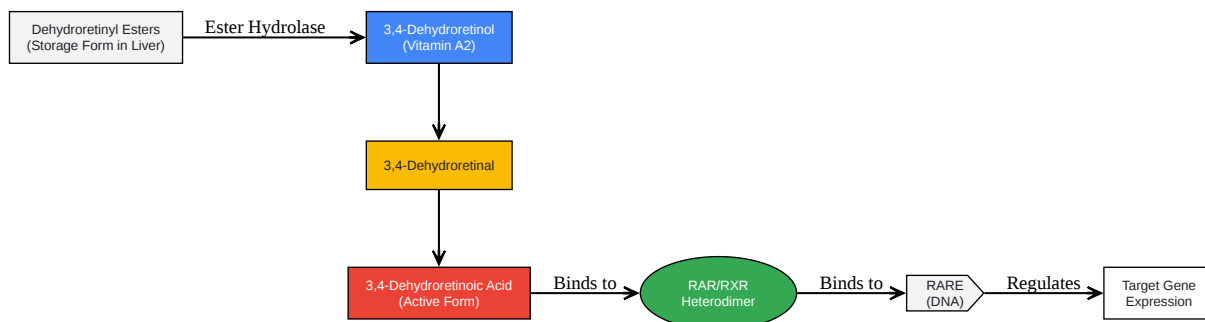 Dehydroretinyl Esters
(Storage Form in Liver)
Ester Hydrolase
3,4-Dehydroretinol
(Vitamin A2)
3,4-Dehydroretinal
3,4-Dehydroretinoic Acid
(Active Form)
Binds to
RAR/RXR
Heterodimer
Binds to
RARE
(DNA)
Regulates
Target Gene
Expression